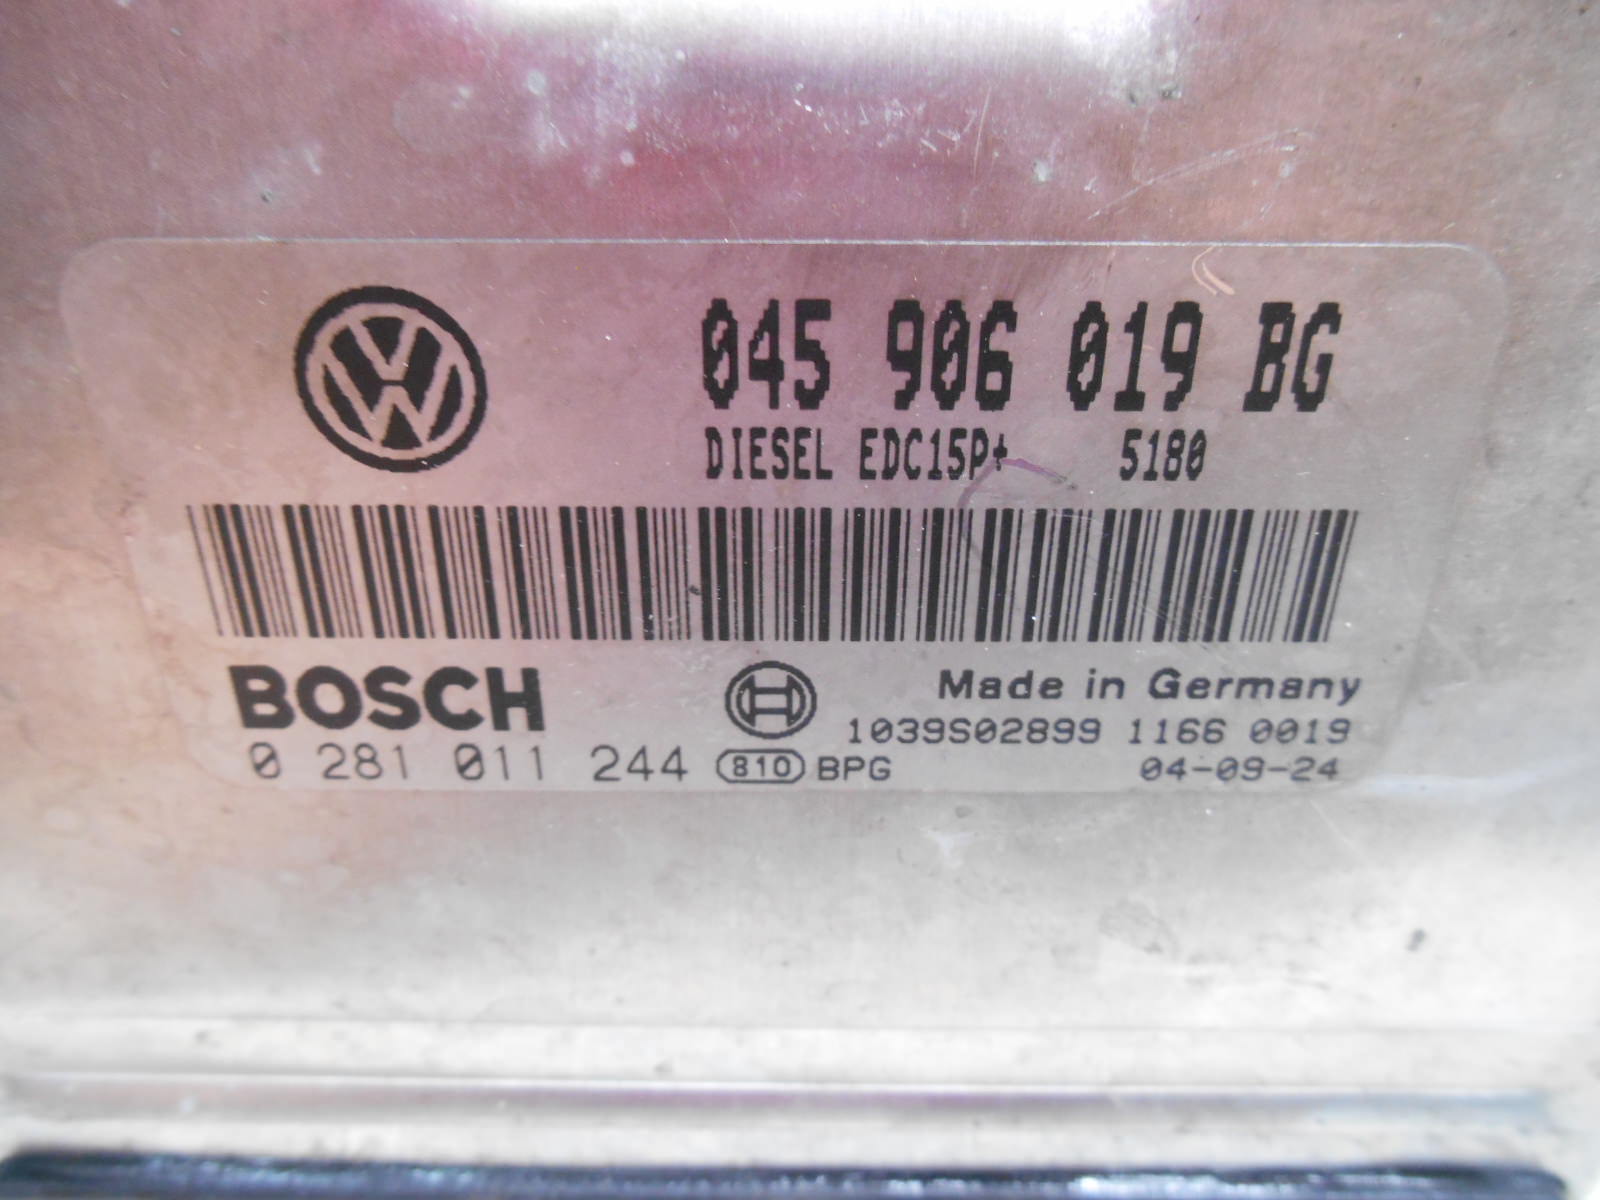 045 906 019 BG
DIESEL EDC15P+ 5180
BOSCH
Made in Germany
1039S02899 1166 0019
0 281 011 244 810 BPG
04-09-24